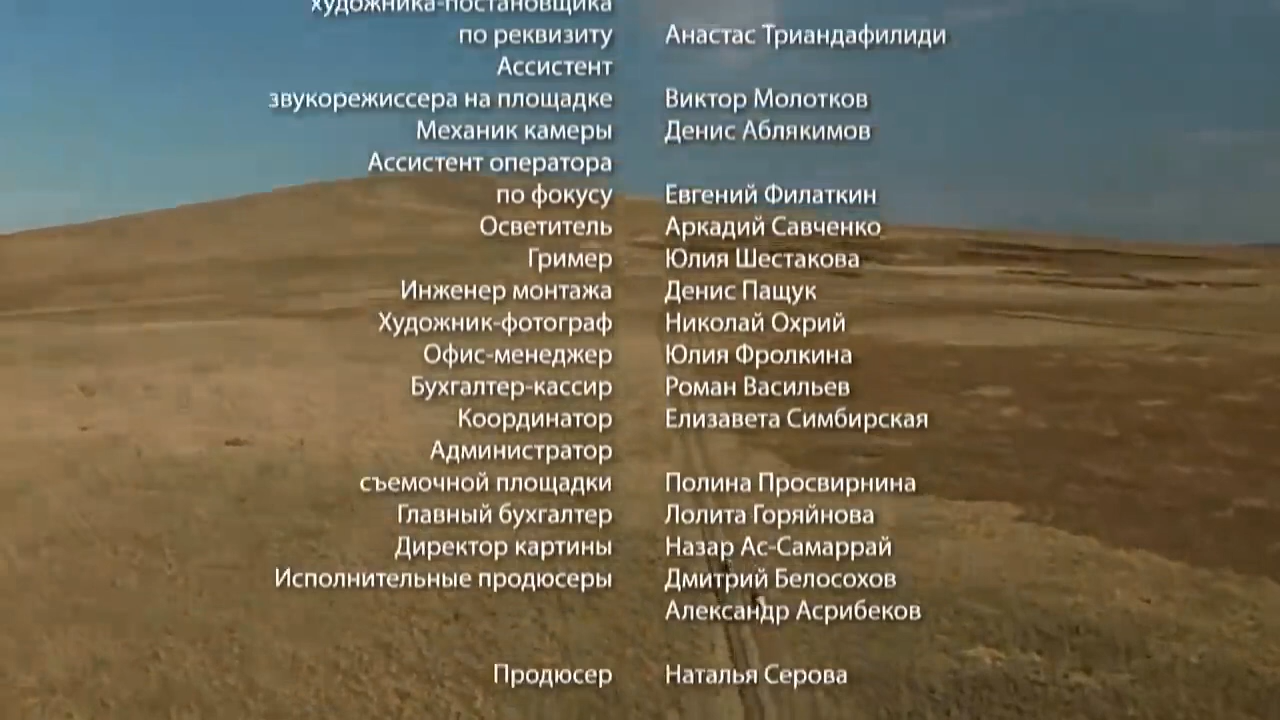 художника-постановщика
по реквизиту Анастас Триандафилиди
Ассистент
звукорежиссера на площадке Виктор Молотков
Механик камеры Денис Аблякимов
Ассистент оператора
по фокусу Евгений Филаткин
Осветитель Аркадий Савченко
Гример Юлия Шестакова
Инженер монтажа Денис Пащук
Художник-фотограф Николай Охрий
Офис-менеджер Юлия Фролкина
Бухгалтер-кассир Роман Васильев
Координатор Елизавета Симбирская
Администратор
съемочной площадки Полина Просвирнина
Главный бухгалтер Лолита Горяйнова
Директор картины Назар Ас-Самаррай
Исполнительные продюсеры Дмитрий Белосохов
Александр Асрибеков
Продюсер Наталья Серова